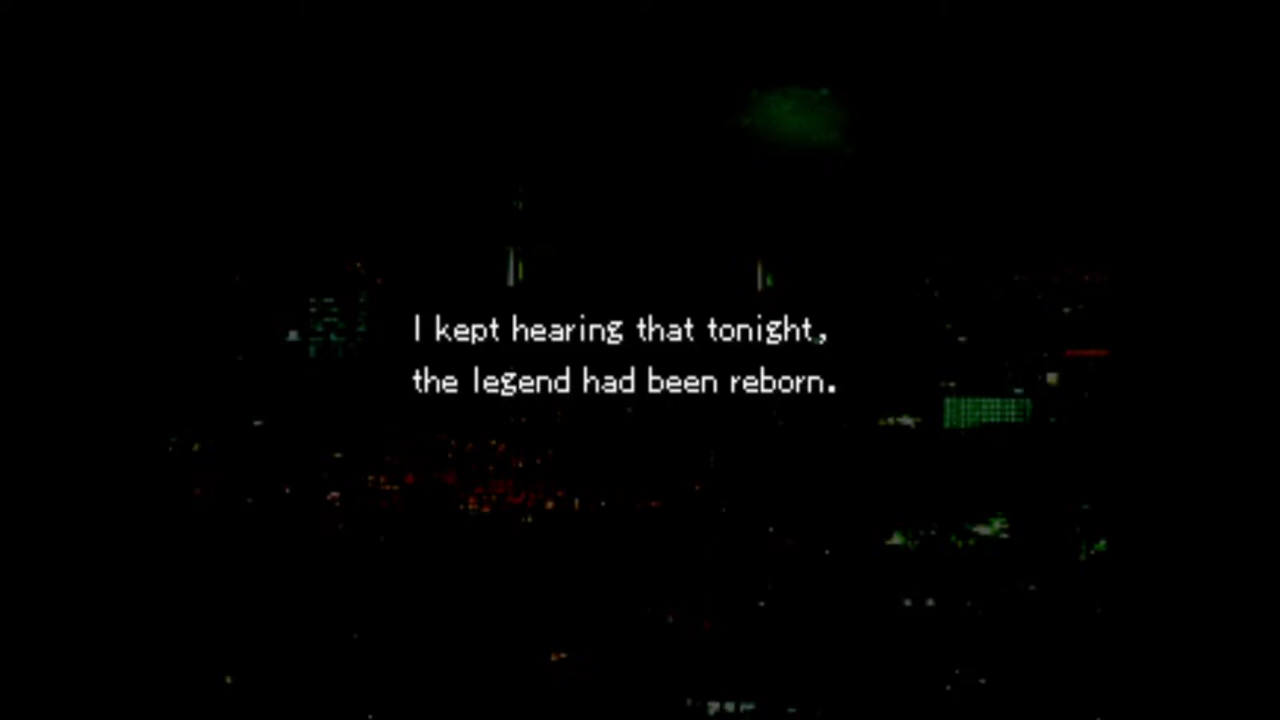 I kept hearing that tonight,
the legend had been reborn.